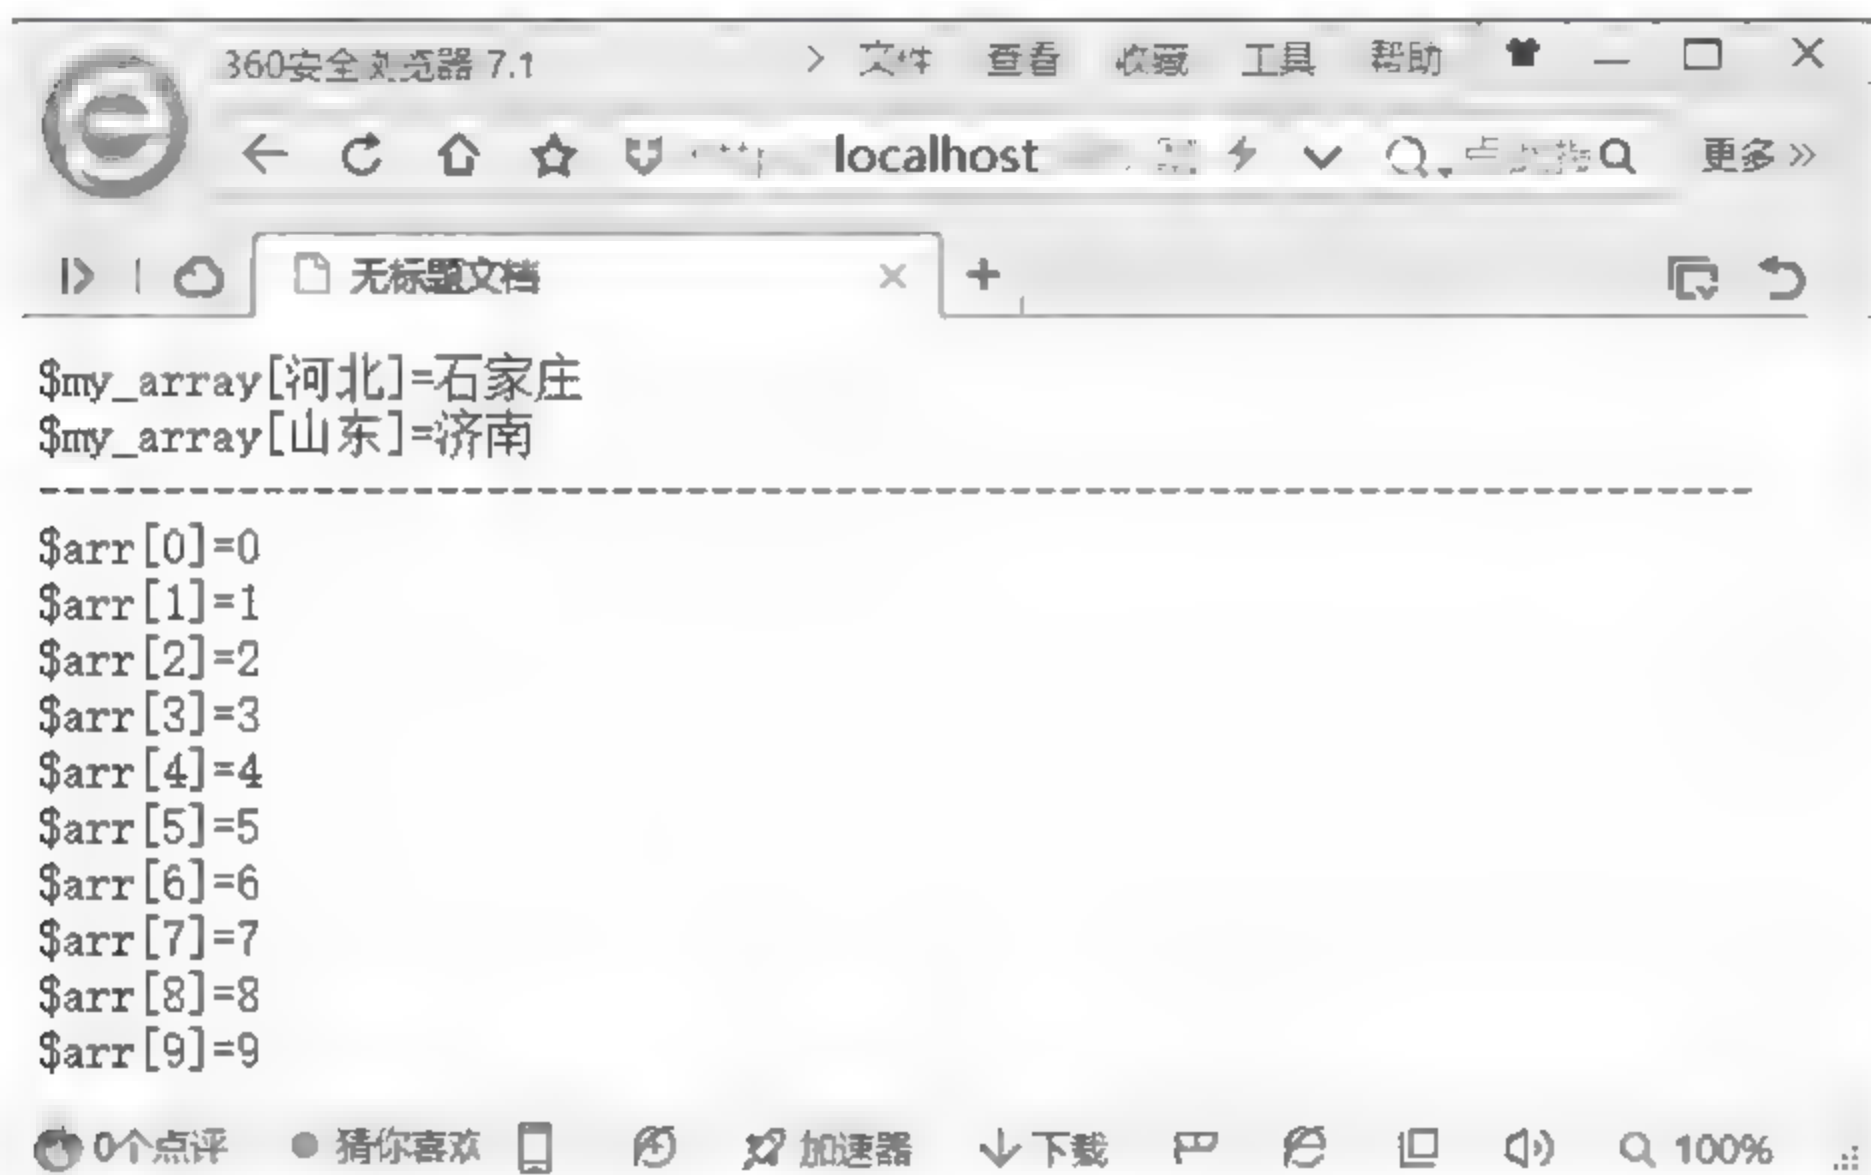 360安全浏览器 7.1
文件 查看 收藏 工具 帮助
localhost
更多
无标题文档
$my_array[河北]=石家庄
$my_array[山东]=济南
--------------------------------------------------------------------
$arr[0]=0
$arr[1]=1
$arr[2]=2
$arr[3]=3
$arr[4]=4
$arr[5]=5
$arr[6]=6
$arr[7]=7
$arr[8]=8
$arr[9]=9
0个点评 猜你喜欢 加速器 下载 100%